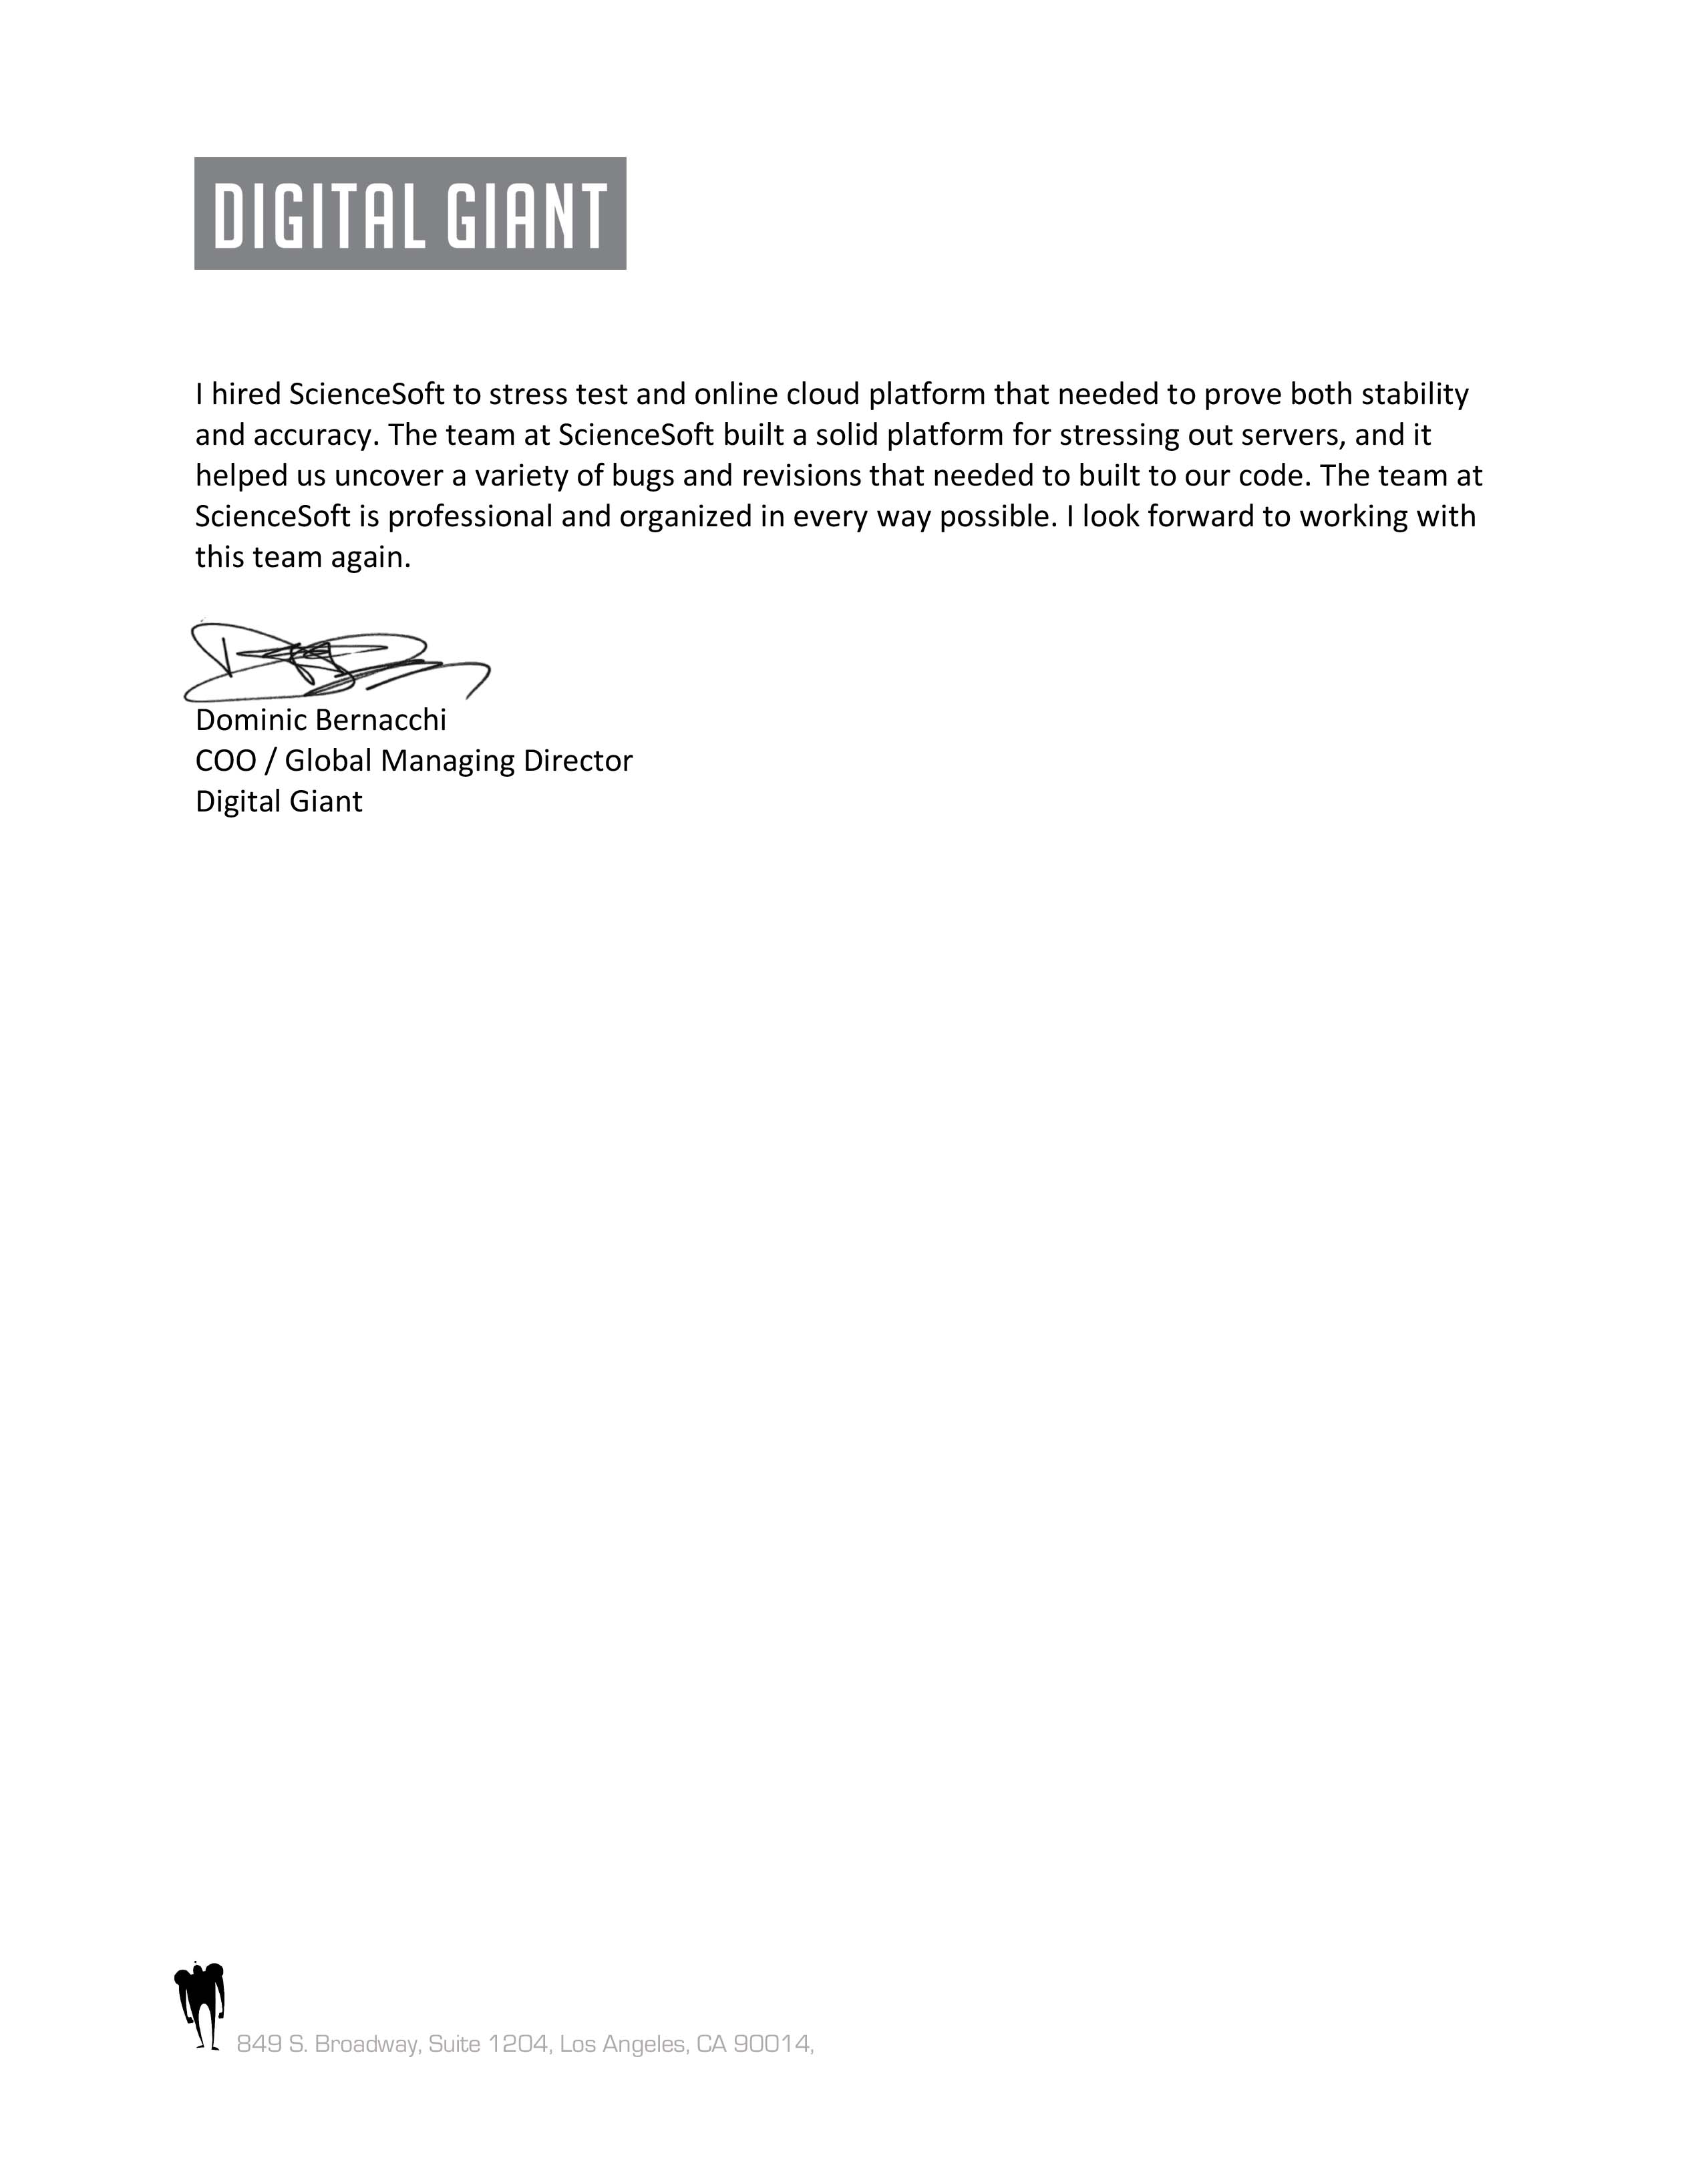 DIGITAL GIANT
I hired ScienceSoft to stress test and online cloud platform that needed to prove both stability
and accuracy. The team at ScienceSoft built a solid platform for stressing out servers, and it
helped us uncover a variety of bugs and revisions that needed to built to our code. The team at
ScienceSoft is professional and organized in every way possible. I look forward to working with
this team again.
Dominic Bernacchi
COO / Global Managing Director
Digital Giant
849 S. Broadway, Suite 1204, Los Angeles, CA 90014,